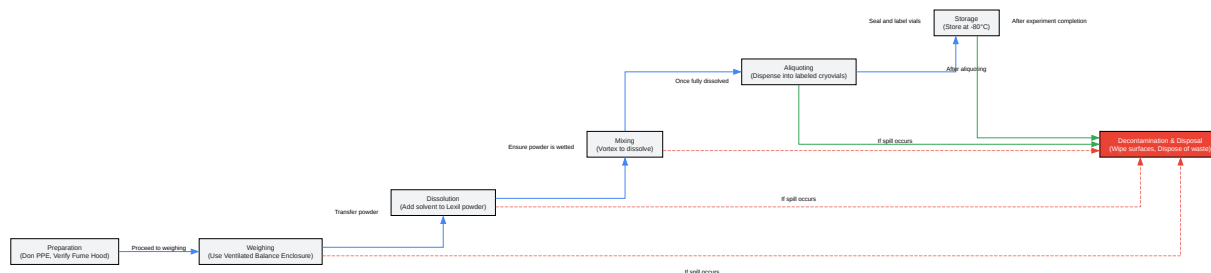 Seal and label vials
Storage
(Store at -80°C)
After experiment completion
Aliquoting
(Dispense into labeled cryovials)
After aliquoting
Once fully dissolved
Mixing
(Vortex to dissolve)
Ensure powder is wetted
If spill occurs
Decontamination & Disposal
(Wipe surfaces, Dispose of waste)
Dissolution
(Add solvent to Lexil powder)
If spill occurs
Transfer powder
Preparation
(Don PPE, Verify Fume Hood)
Proceed to weighing
Weighing
(Use Ventilated Balance Enclosure)
If spill occurs